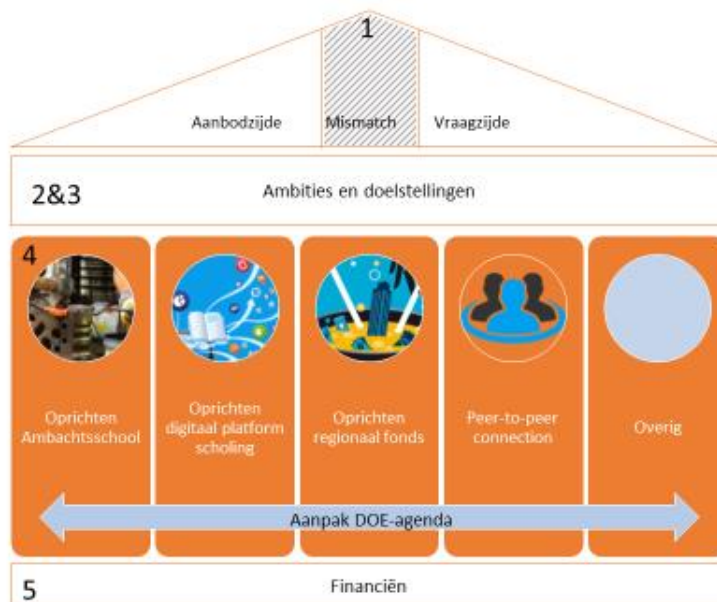 1
Aanbodzijde Mismatch Vraagzijde
2&3 Ambities en doelstellingen
4
Oprichten
Ambachtsschool
Oprichten
digitaal platform
scholing
Oprichten
regionaal fonds
Peer-to-peer
connection
Overig
Aanpak DOE-agenda
5 Financiën